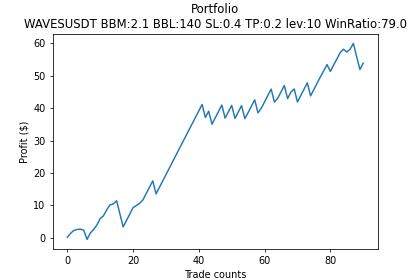 Portfolio
WAVESUSDT BBM:2.1 BBL:140 SL:0.4 TP:0.2 lev:10 WinRatio:79.0
60
50
40
30
20
10
0
Profit ($)
0 20 40 60 80
Trade counts